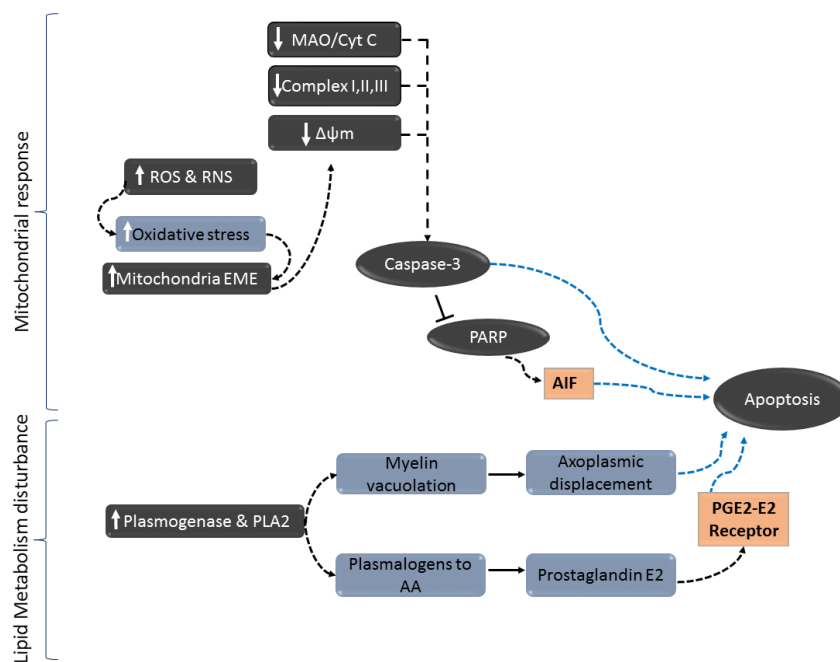 Mitochondrial response
MAO/Cyt C
Complex I,II,III
Δψm
ROS & RNS
Oxidative stress
Mitochondria EME
Caspase-3
PARP
AIF
Apoptosis
Lipid Metabolism disturbance
Plasmogenase & PLA2
Myelin
vacuolation
Axoplasmic
displacement
Plasmalogens to
AA
Prostaglandin E2
PGE2-E2
Receptor